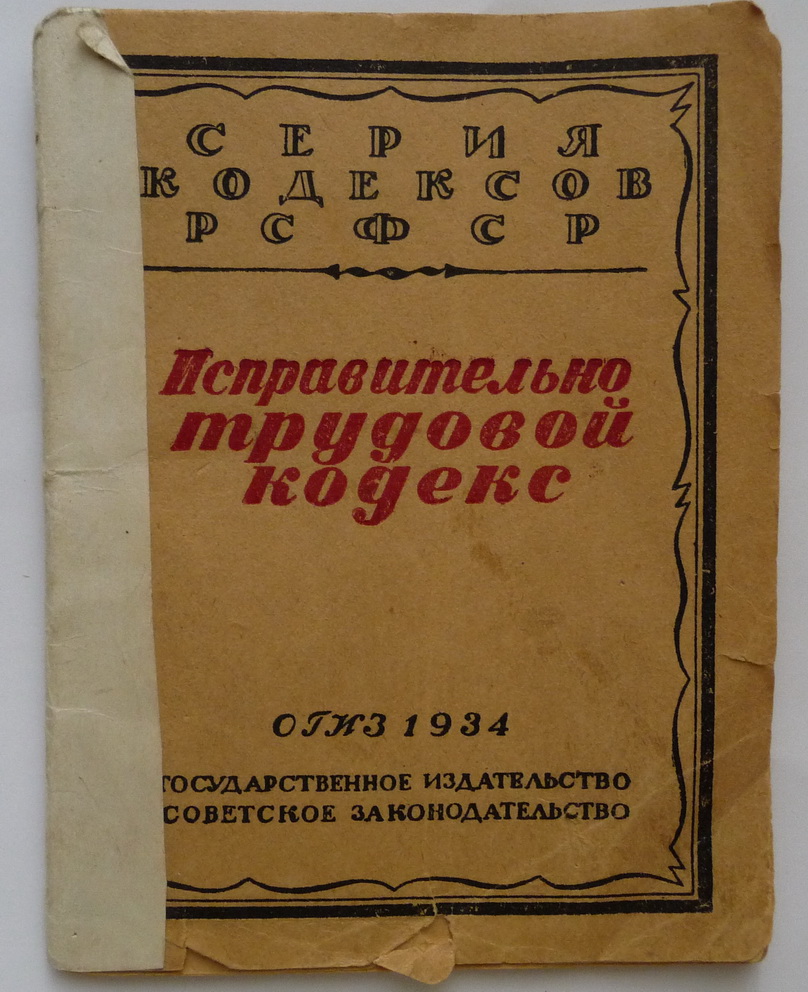 СЕРИЯ
КОДЕКСОВ
РСФСР
Исправительно
трудовой
кодекс
ОГИЗ 1934
ГОСУДАРСТВЕННОЕ ИЗДАТЕЛЬСТВО
СОВЕТСКОЕ ЗАКОНОДАТЕЛЬСТВО